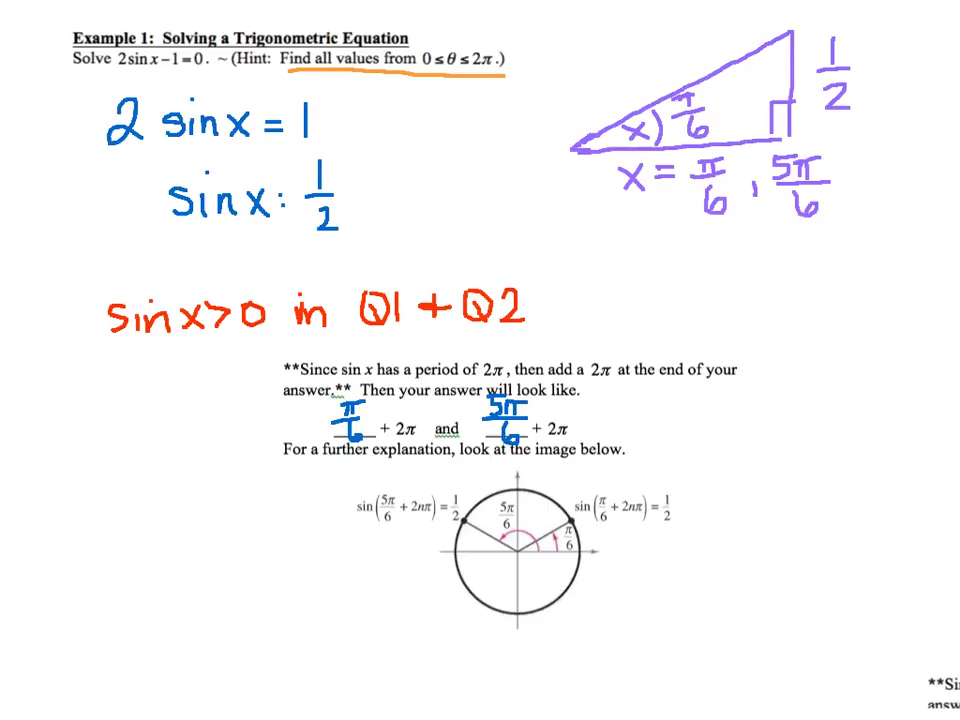 Example 1: Solving a Trigonometric Equation
Solve 2sin x − 1 = 0. ~ (Hint: Find all values from 0 ≤ θ ≤ 2π.)
2 sin x = 1
sin x = 1/2
x) π/6
1/2
x = π/6, 5π/6
sin x > 0 in Q1 + Q2
**Since sin x has a period of 2π, then add a 2π at the end of your
answer.** Then your answer will look like.
π/6 + 2π and 5π/6 + 2π
For a further explanation, look at the image below.
sin(5π/6 + 2nπ) = 1/2
5π/6
sin(π/6 + 2nπ) = 1/2
π/6
**Si
answ